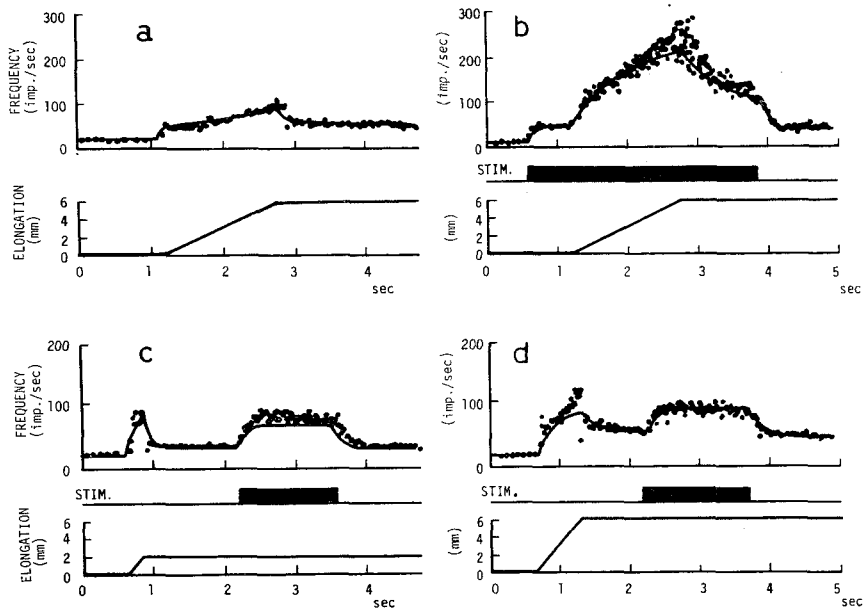 a
300
200
100
0
FREQUENCY
(imp./sec)
ELONGATION
(mm)
6
4
2
0
0 1 2 3 4
sec
b
300
200
100
0
(imp./sec)
STIM.
(mm)
6
4
2
0
0 1 2 3 4 5
sec
c
200
100
0
FREQUENCY
(imp./sec)
STIM.
ELONGATION
(mm)
6
4
2
0
0 1 2 3 4
sec
d
200
100
0
(imp./sec)
STIM.
(mm)
6
4
2
0
0 1 2 3 4 5
sec